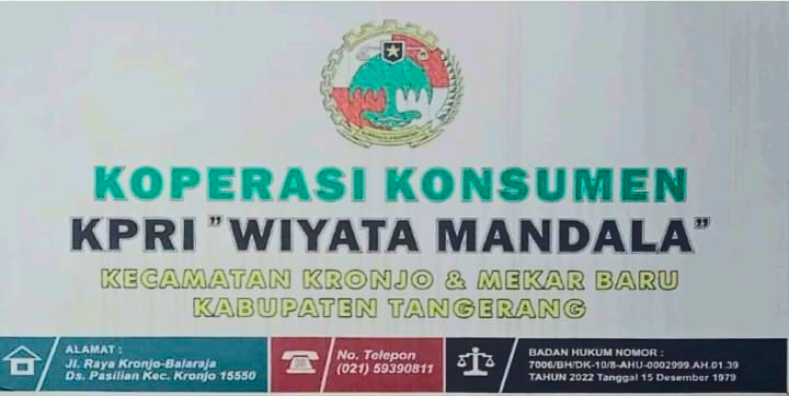 KOPERASI KONSUMEN
KPRI "WIYATA MANDALA"
KECAMATAN KRONJO & MEKAR BARU
KABUPATEN TANGERANG
ALAMAT :
Jl. Raya Kronjo-Balaraja
Ds. Pasilian Kec. Kronjo 15550
No. Telepon
(021) 59390811
BADAN HUKUM NOMOR :
7006/BH/DK-10/5-AHU-0002999.AH.01.39
TAHUN 2022 Tanggal 15 Desember 1979